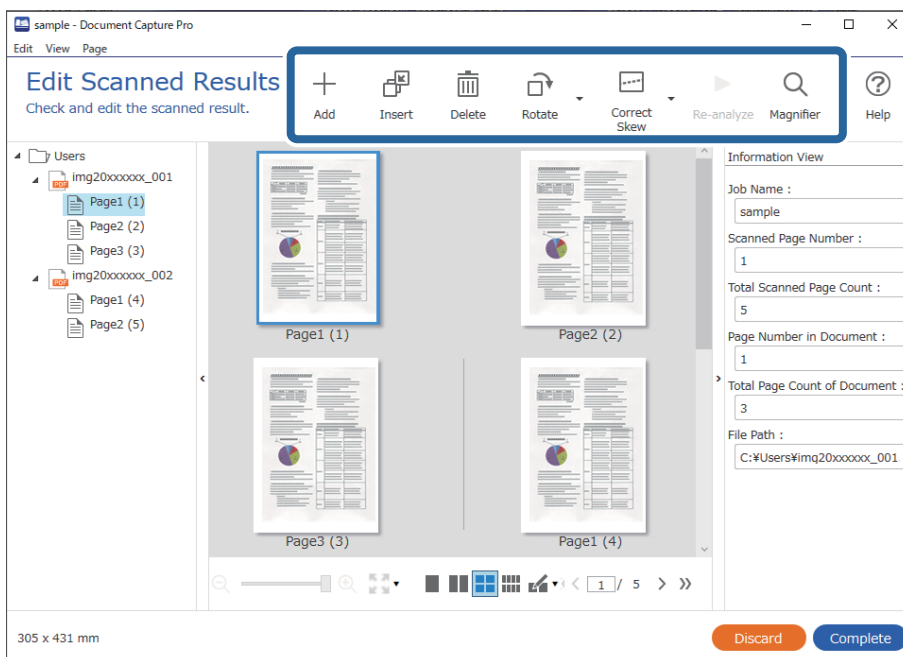 sample - Document Capture Pro
Edit View Page
Edit Scanned Results
Check and edit the scanned result.
Add
Insert
Delete
Rotate
Correct
Skew
Re-analyze
Magnifier
Help
Users
img20xxxxxx_001
Page1 (1)
Page2 (2)
Page3 (3)
img20xxxxxx_002
Page1 (4)
Page2 (5)
Page1 (1)
Page2 (2)
Page3 (3)
Page1 (4)
1 / 5
Information View
Job Name :
sample
Scanned Page Number :
1
Total Scanned Page Count :
5
Page Number in Document :
1
Total Page Count of Document :
3
File Path :
C:¥Users¥img20xxxxxx_001
305 x 431 mm
Discard
Complete